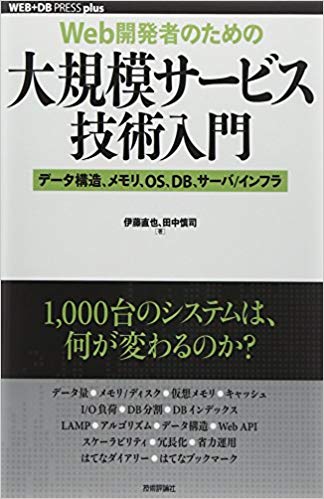 WEB+DB PRESS plus
Web開発者のための
大規模サービス
技術入門
データ構造、メモリ、OS、DB、サーバ/インフラ
伊藤直也、田中慎司
[著]
1,000台のシステムは、
何が変わるのか?
データ量●メモリ/ディスク●仮想メモリ●キャッシュ
I/O負荷●DB分割●DBインデックス
LAMP●アルゴリズム●データ構造●Web API
スケーラビリティ●冗長化●省力運用
はてなダイアリー●はてなブックマーク
技術評論社